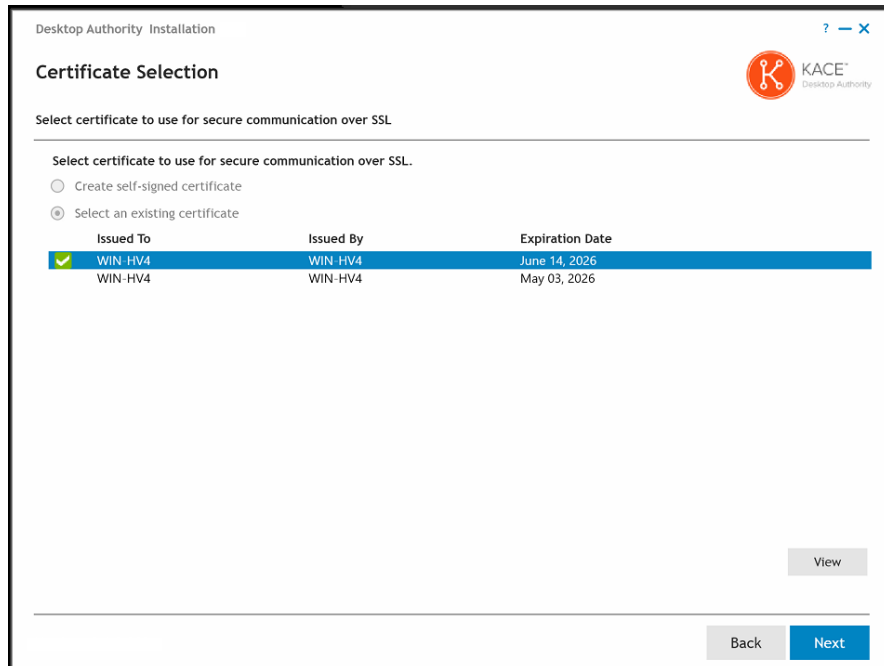 Desktop Authority Installation
?
Certificate Selection
KACE™
Desktop Authority
Select certificate to use for secure communication over SSL
Select certificate to use for secure communication over SSL.
Create self-signed certificate
Select an existing certificate
Issued To Issued By Expiration Date
WIN-HV4 WIN-HV4 June 14, 2026
WIN-HV4 WIN-HV4 May 03, 2026
View
Back Next